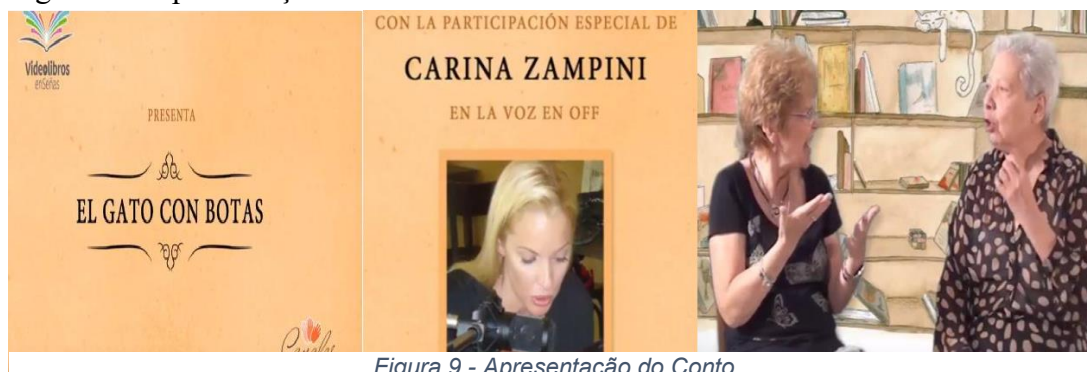 Videolibros
enSeñas
PRESENTA
EL GATO CON BOTAS
CON LA PARTICIPACIÓN ESPECIAL DE
CARINA ZAMPINI
EN LA VOZ EN OFF
Figura 9 - Apresentação do Conto